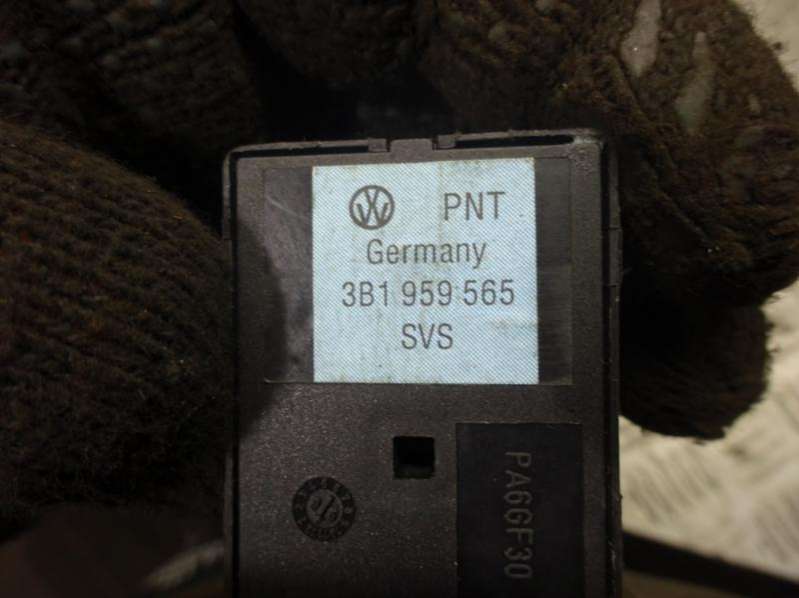 PNT
Germany
3B1 959 565
SVS
PA6GF30